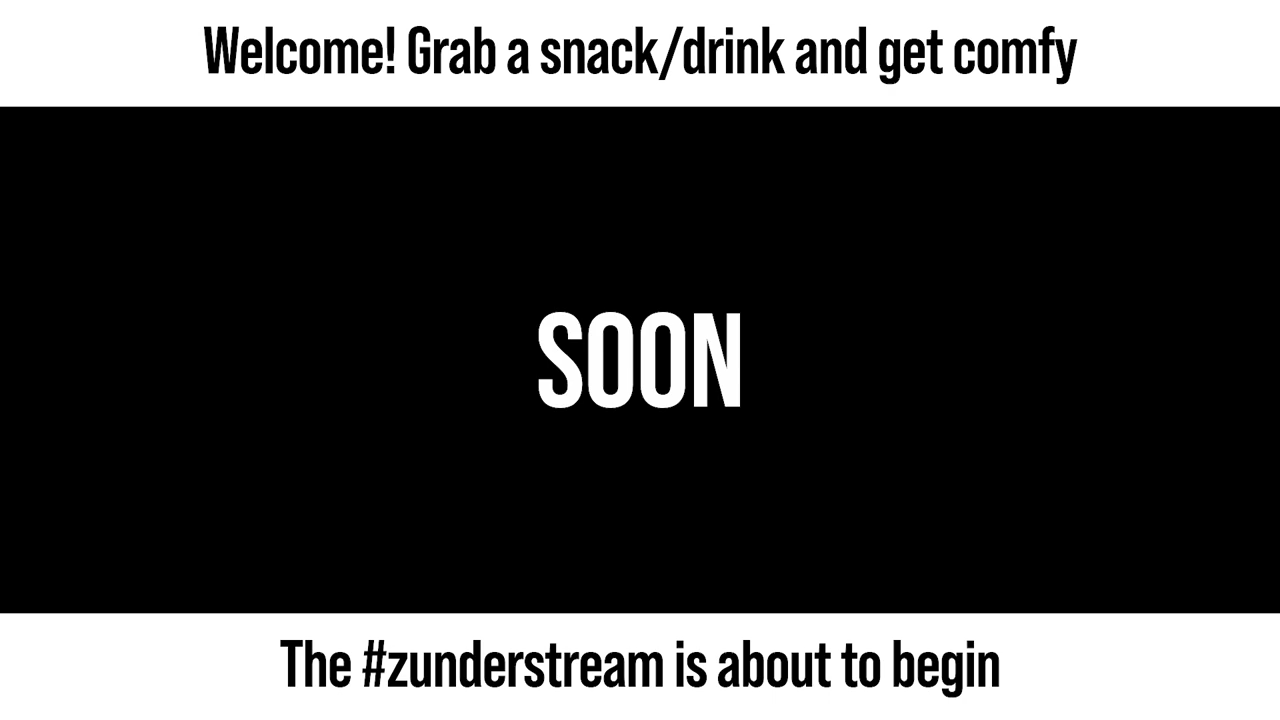 Welcome! Grab a snack/drink and get comfy
SOON
The #zunderstream is about to begin